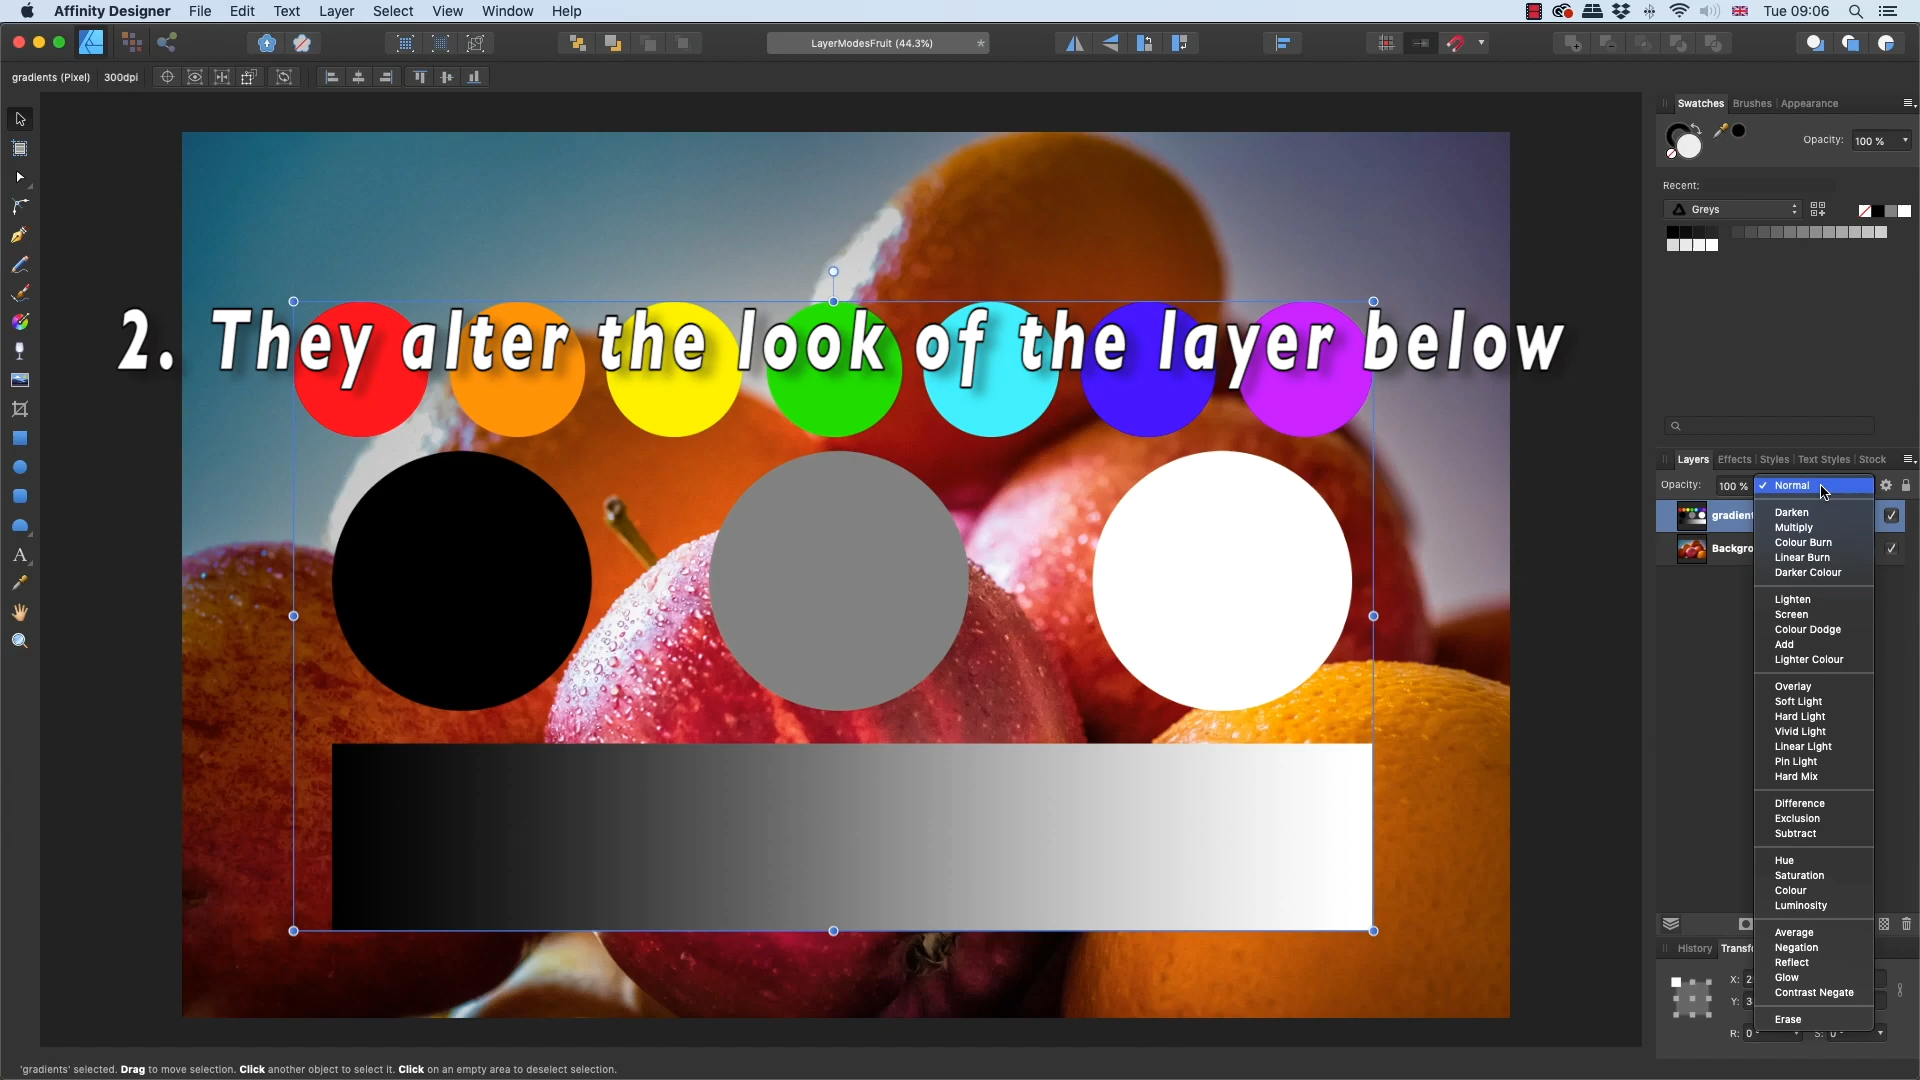 Affinity Designer File Edit Text Layer Select View Window Help Tue 09:06
LayerModesFruit (44.3%) *
gradients (Pixel) 300dpi
Swatches Brushes Appearance
Opacity: 100 %
Recent:
Greys
2. They alter the look of the layer below
Layers Effects Styles Text Styles Stock
Opacity: 100 % ✓ Normal
gradient
Backgro
Darken
Multiply
Colour Burn
Linear Burn
Darker Colour
Lighten
Screen
Colour Dodge
Add
Lighter Colour
Overlay
Soft Light
Hard Light
Vivid Light
Linear Light
Pin Light
Hard Mix
Difference
Exclusion
Subtract
Hue
Saturation
Colour
Luminosity
Average
Negation
Reflect
Glow
Contrast Negate
Erase
History Transf
X: 2
Y: 3
R: 0° S: 0°
'gradients' selected. Drag to move selection. Click another object to select it. Click on an empty area to deselect selection.